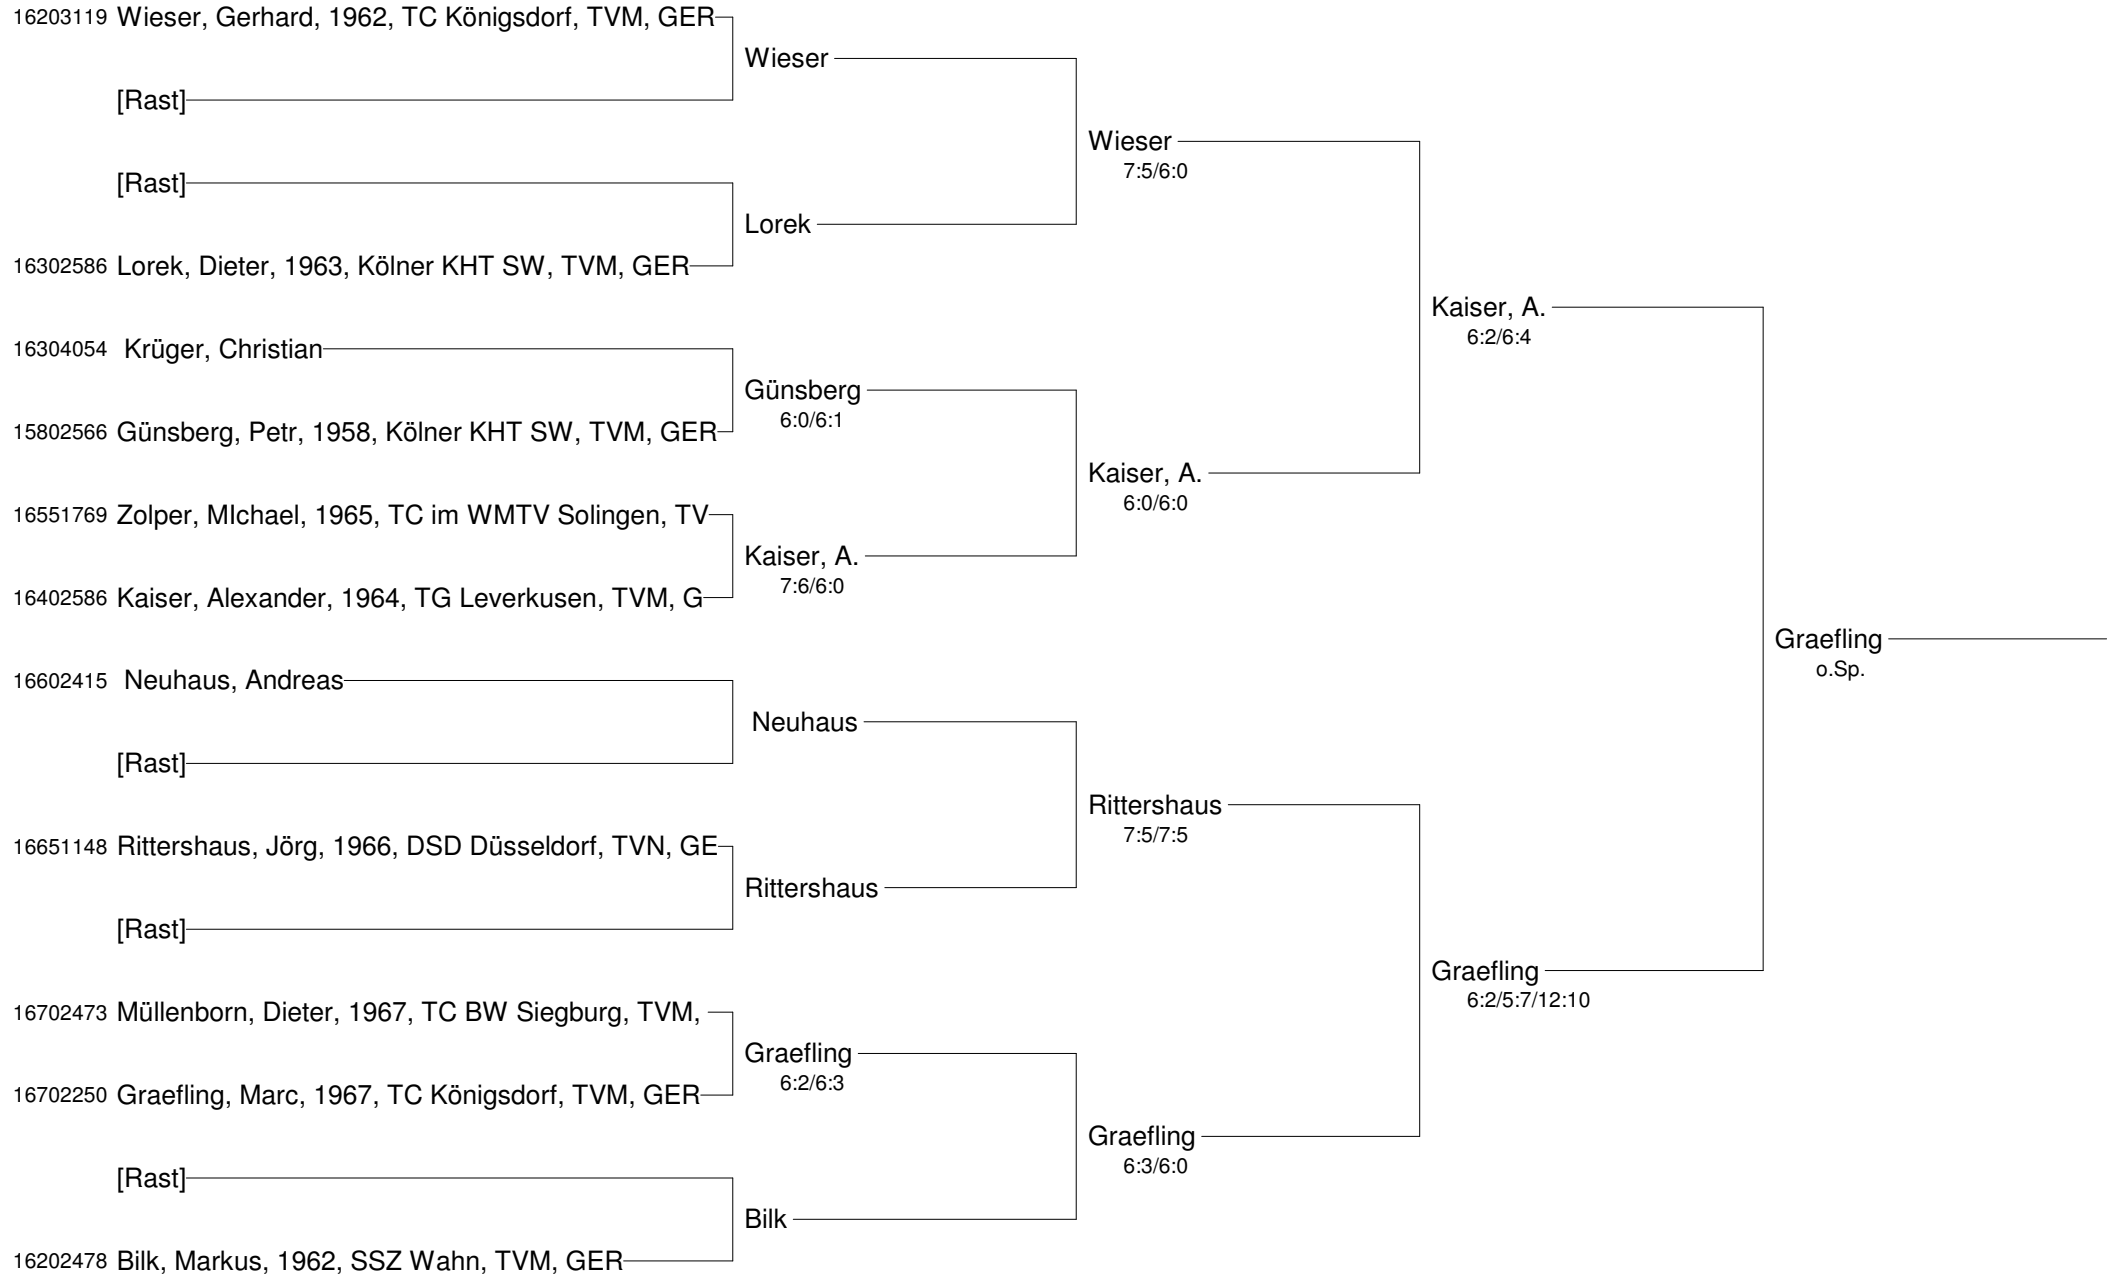 16203119 Wieser, Gerhard, 1962, TC Königsdorf, TVM, GER
Wieser
[Rast]
Wieser
7:5/6:0
[Rast]
Lorek
16302586 Lorek, Dieter, 1963, Kölner KHT SW, TVM, GER
Kaiser, A.
6:2/6:4
16304054 Krüger, Christian
Günsberg
6:0/6:1
15802566 Günsberg, Petr, 1958, Kölner KHT SW, TVM, GER
Kaiser, A.
6:0/6:0
16551769 Zolper, MIchael, 1965, TC im WMTV Solingen, TV
Kaiser, A.
7:6/6:0
16402586 Kaiser, Alexander, 1964, TG Leverkusen, TVM, G
Graefling
o.Sp.
16602415 Neuhaus, Andreas
Neuhaus
[Rast]
Rittershaus
7:5/7:5
16651148 Rittershaus, Jörg, 1966, DSD Düsseldorf, TVN, GE
Rittershaus
[Rast]
Graefling
6:2/5:7/12:10
16702473 Müllenborn, Dieter, 1967, TC BW Siegburg, TVM,
Graefling
6:2/6:3
16702250 Graefling, Marc, 1967, TC Königsdorf, TVM, GER
Graefling
6:3/6:0
[Rast]
Bilk
16202478 Bilk, Markus, 1962, SSZ Wahn, TVM, GER